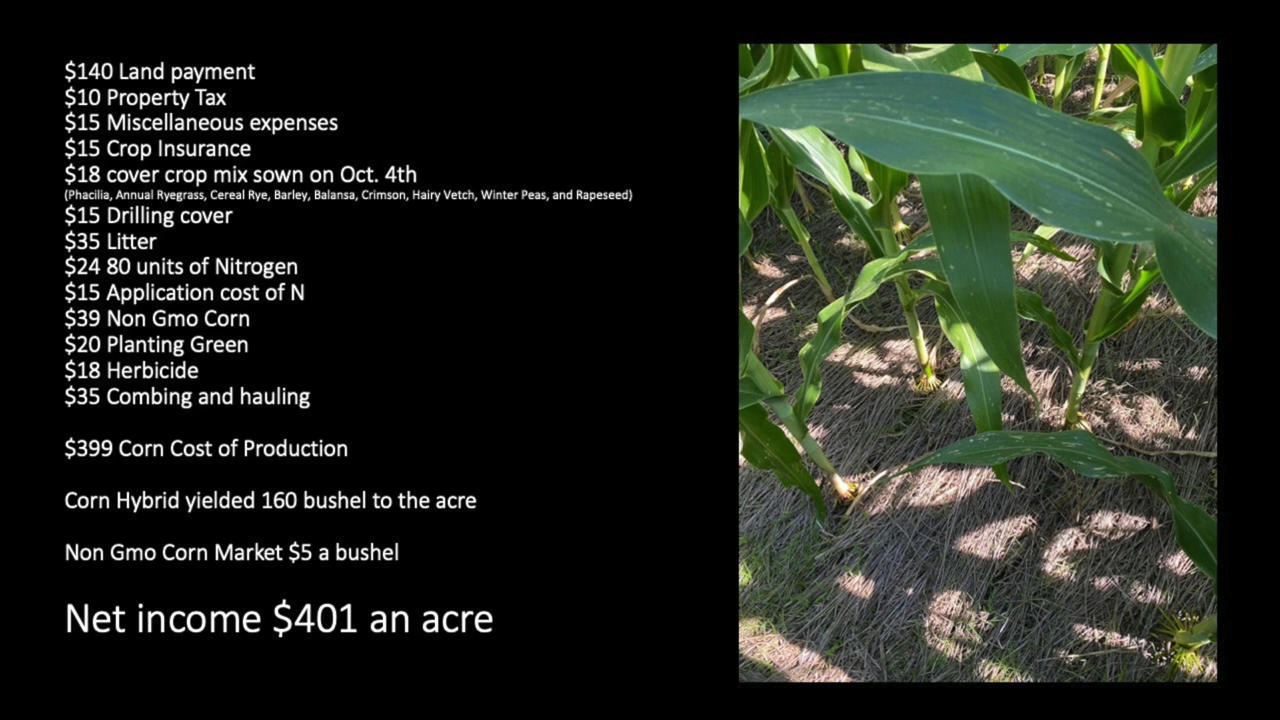 $140 Land payment
$10 Property Tax
$15 Miscellaneous expenses
$15 Crop Insurance
$18 cover crop mix sown on Oct. 4th
(Phacilia, Annual Ryegrass, Cereal Rye, Barley, Balansa, Crimson, Hairy Vetch, Winter Peas, and Rapeseed)
$15 Drilling cover
$35 Litter
$24 80 units of Nitrogen
$15 Application cost of N
$39 Non Gmo Corn
$20 Planting Green
$18 Herbicide
$35 Combing and hauling
$399 Corn Cost of Production
Corn Hybrid yielded 160 bushel to the acre
Non Gmo Corn Market $5 a bushel
Net income $401 an acre